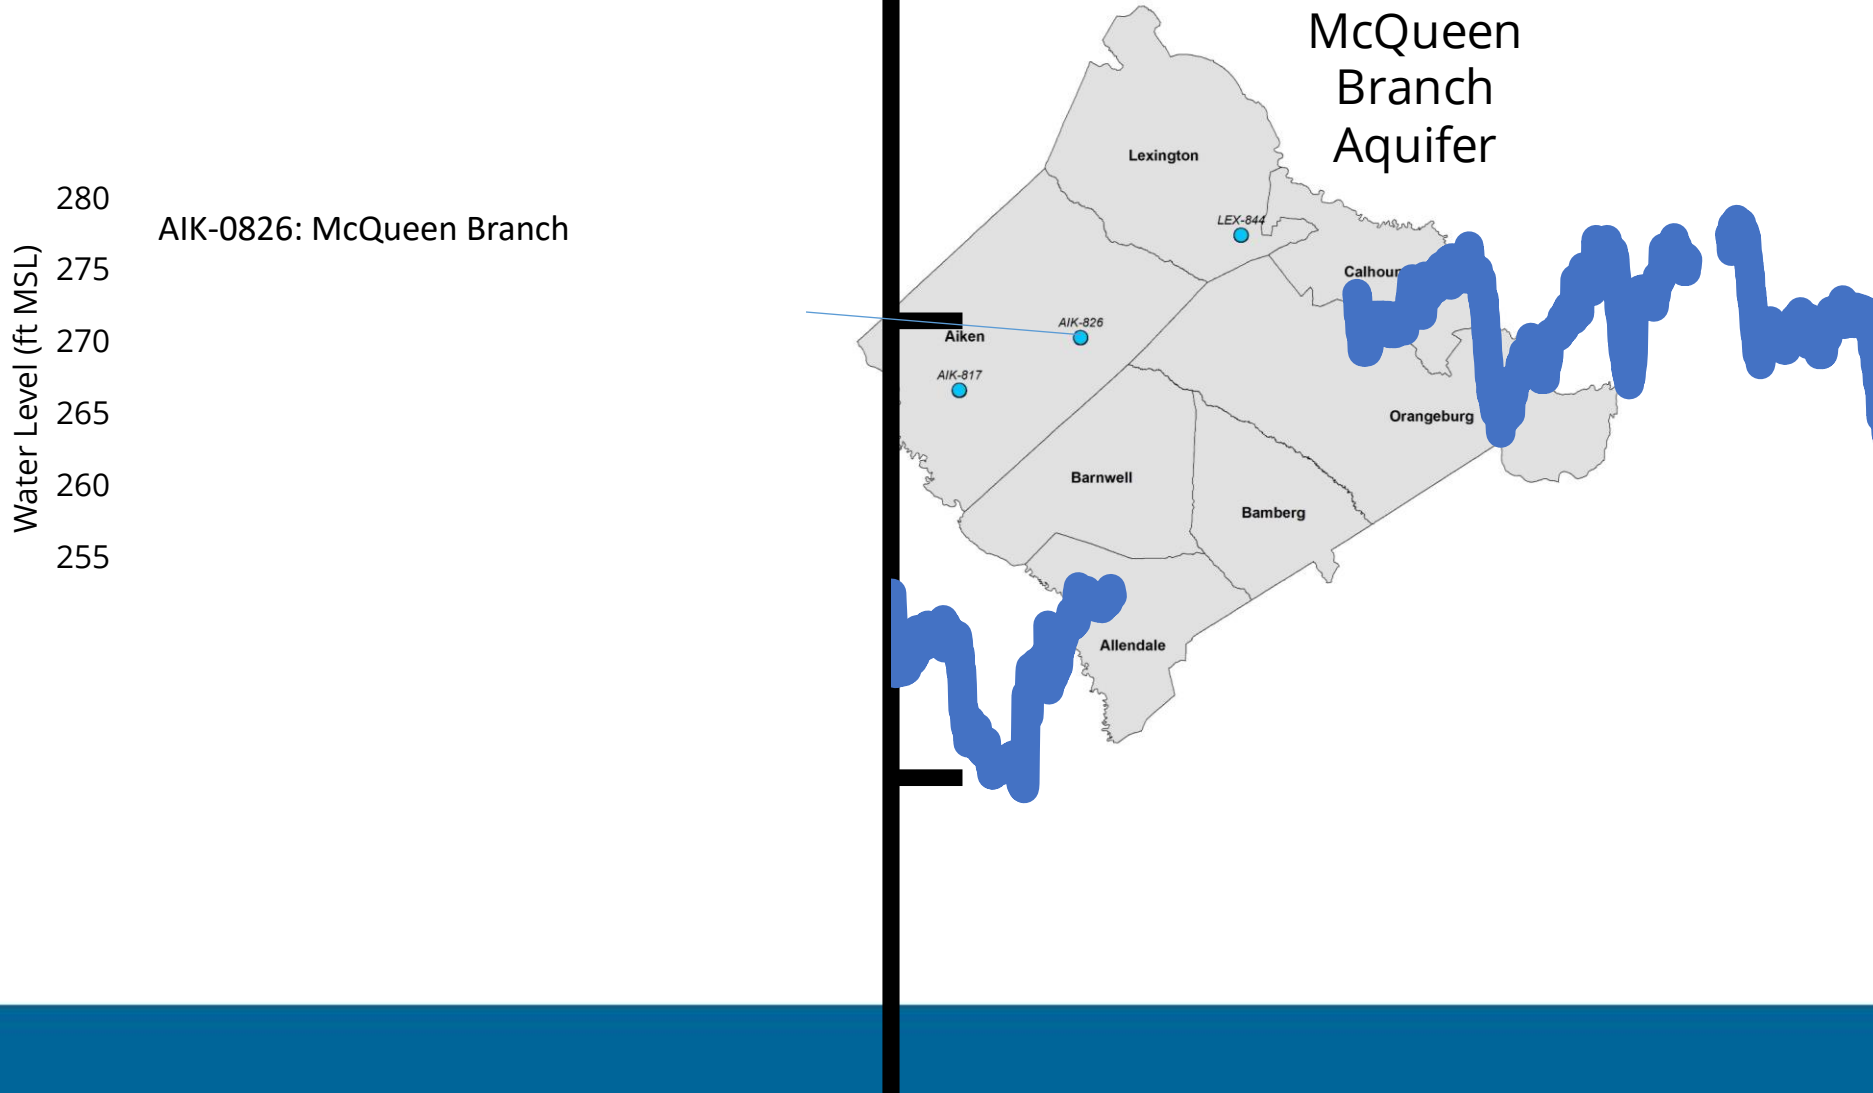 McQueen
Branch
Aquifer
AIK-0826: McQueen Branch
Water Level (ft MSL)
280
275
270
265
260
255
Lexington
LEX-844
Calhoun
AIK-826
Aiken
AIK-817
Orangeburg
Barnwell
Bamberg
Allendale